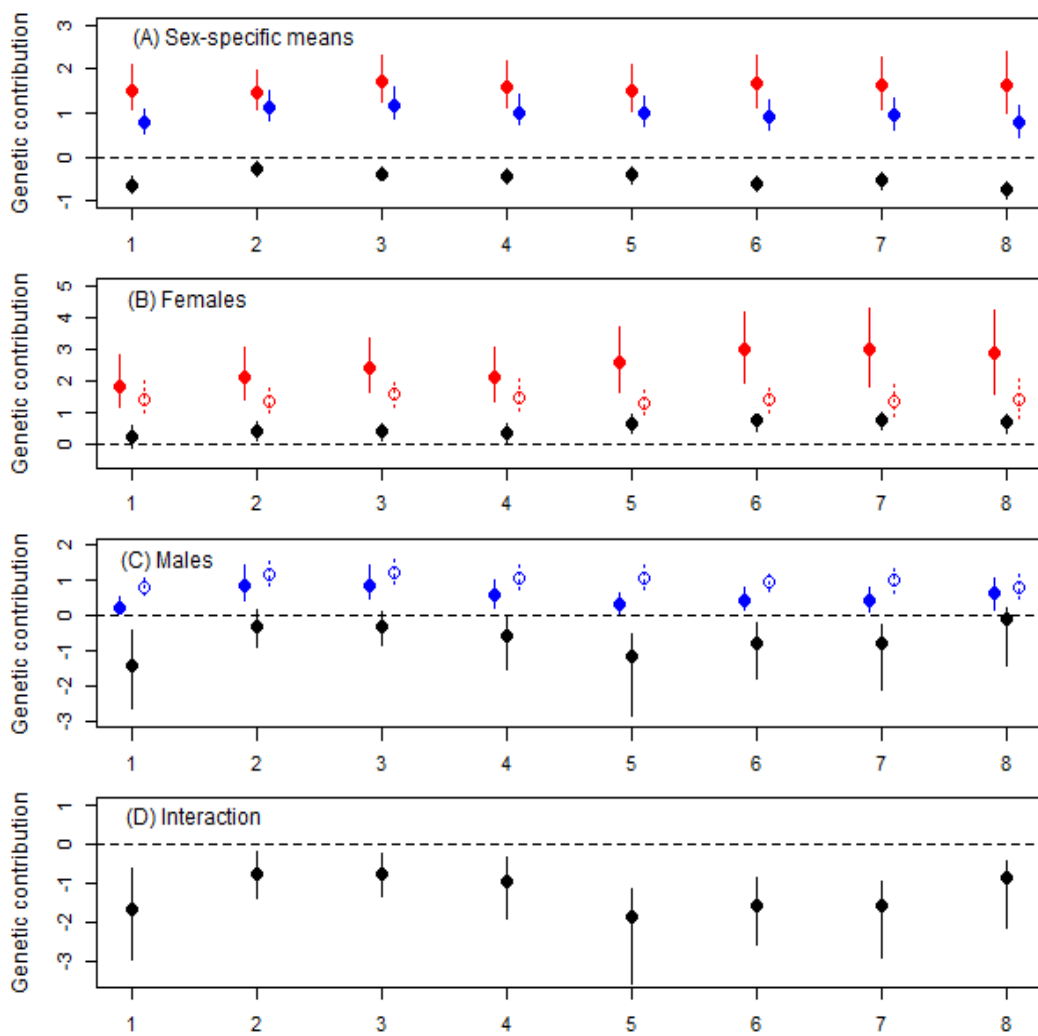 (A) Sex-specific means
Genetic contribution
3
2
1
0
-1
1 2 3 4 5 6 7 8
(B) Females
Genetic contribution
5
4
3
2
1
0
1 2 3 4 5 6 7 8
(C) Males
Genetic contribution
2
1
0
-1
-2
-3
1 2 3 4 5 6 7 8
(D) Interaction
Genetic contribution
1
0
-1
-2
-3
1 2 3 4 5 6 7 8